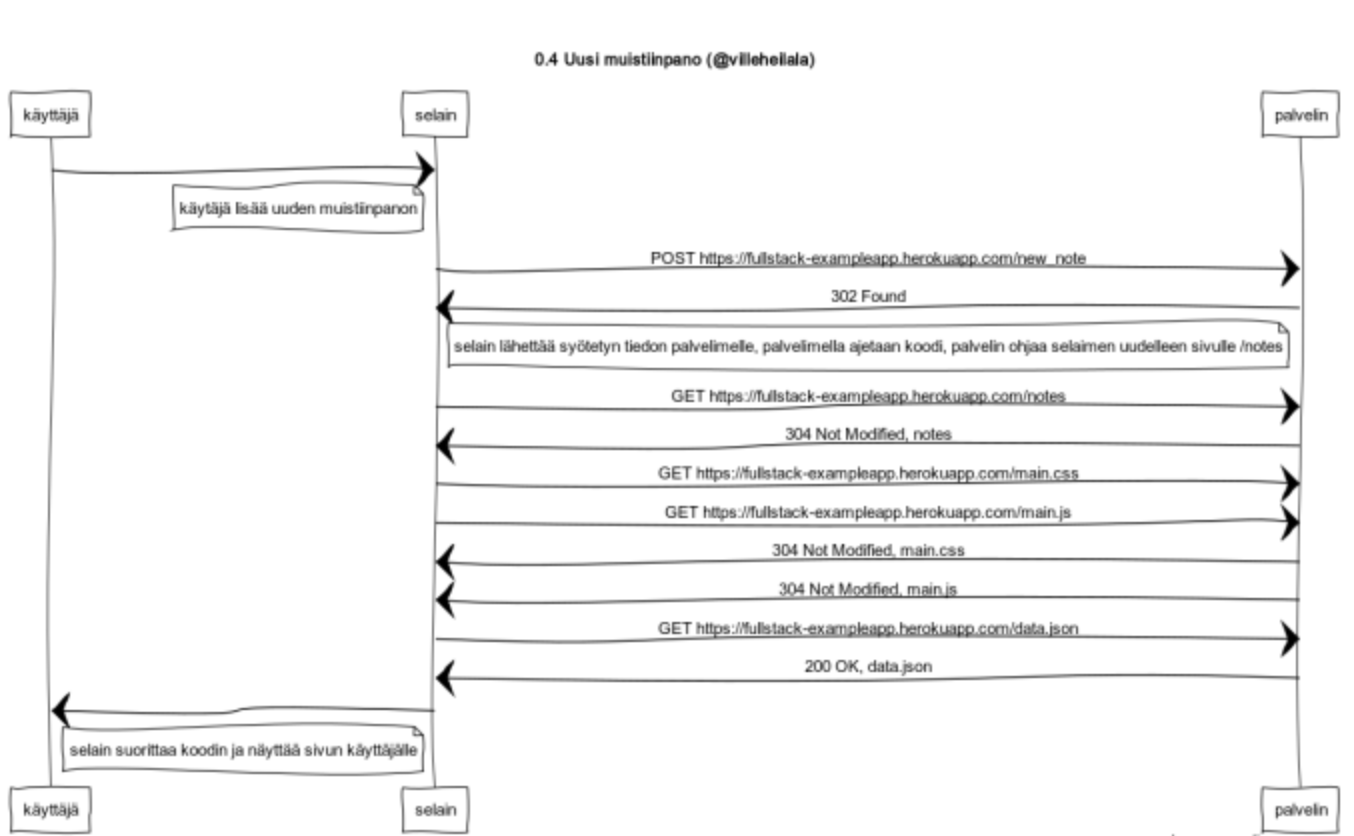 0.4 Uusi muistiinpano (@villeheilala)
käyttäjä
selain
palvelin
käytäjä lisää uuden muistiinpanon
POST https://fullstack-exampleapp.herokuapp.com/new_note
302 Found
selain lähettää syötetyn tiedon palvelimelle, palvelimella ajetaan koodi, palvelin ohjaa selaimen uudelleen sivulle /notes
GET https://fullstack-exampleapp.herokuapp.com/notes
304 Not Modified, notes
GET https://fullstack-exampleapp.herokuapp.com/main.css
GET https://fullstack-exampleapp.herokuapp.com/main.js
304 Not Modified, main.css
304 Not Modified, main.js
GET https://fullstack-exampleapp.herokuapp.com/data.json
200 OK, data.json
selain suorittaa koodin ja näyttää sivun käyttäjälle
käyttäjä
selain
palvelin